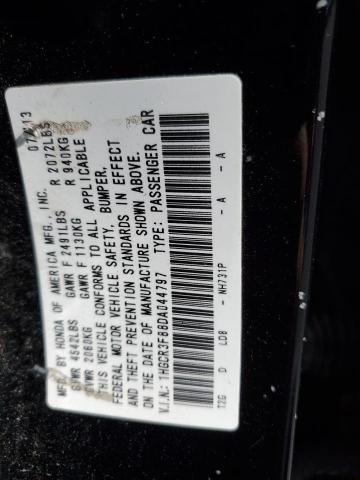 MFD. BY HONDA OF AMERICA MFG., INC. 07/13
GVWR 4542LBS GAWR F 2491LBS R 2072LBS
GVWR 2060KG GAWR F 1130KG R 940KG
THIS VEHICLE CONFORMS TO ALL APPLICABLE
FEDERAL MOTOR VEHICLE SAFETY, BUMPER,
AND THEFT PREVENTION STANDARDS IN EFFECT
ON THE DATE OF MANUFACTURE SHOWN ABOVE.
V.I.N.: 1HGCR3F88DA044797 TYPE: PASSENGER CAR
T2G D LD8 - NH731P - A - A